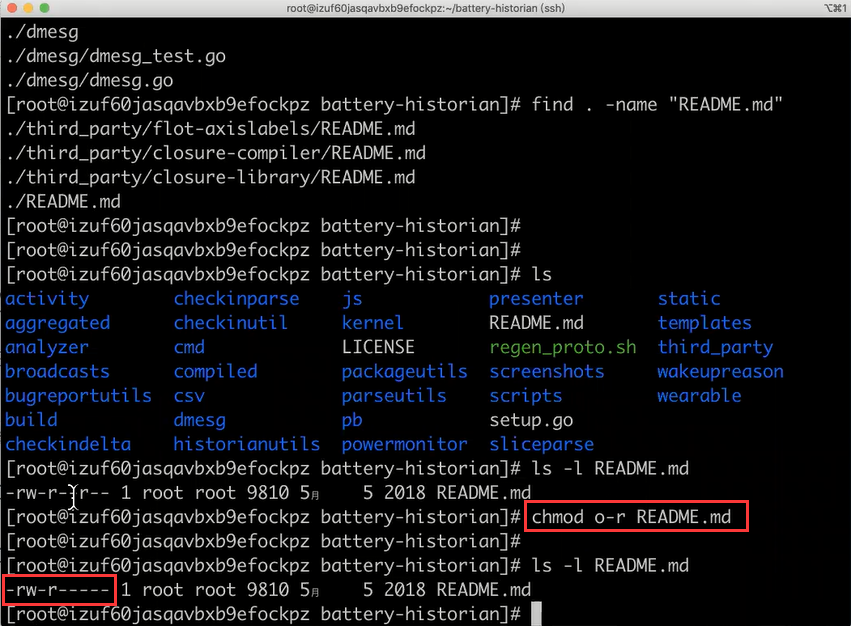 root@izuf60jasqavbxb9efockpz:~/battery-historian (ssh) ⌥⌘1
./dmesg
./dmesg/dmesg_test.go
./dmesg/dmesg.go
[root@izuf60jasqavbxb9efockpz battery-historian]# find . -name "README.md"
./third_party/flot-axislabels/README.md
./third_party/closure-compiler/README.md
./third_party/closure-library/README.md
./README.md
[root@izuf60jasqavbxb9efockpz battery-historian]#
[root@izuf60jasqavbxb9efockpz battery-historian]#
[root@izuf60jasqavbxb9efockpz battery-historian]# ls
activity checkinparse js presenter static
aggregated checkinutil kernel README.md templates
analyzer cmd LICENSE regen_proto.sh third_party
broadcasts compiled packageutils screenshots wakeupreason
bugreportutils csv parseutils scripts wearable
build dmesg pb setup.go
checkindelta historianutils powermonitor sliceparse
[root@izuf60jasqavbxb9efockpz battery-historian]# ls -l README.md
-rw-r--r-- 1 root root 9810 5月 5 2018 README.md
[root@izuf60jasqavbxb9efockpz battery-historian]# chmod o-r README.md
[root@izuf60jasqavbxb9efockpz battery-historian]#
[root@izuf60jasqavbxb9efockpz battery-historian]# ls -l README.md
-rw-r----- 1 root root 9810 5月 5 2018 README.md
[root@izuf60jasqavbxb9efockpz battery-historian]#